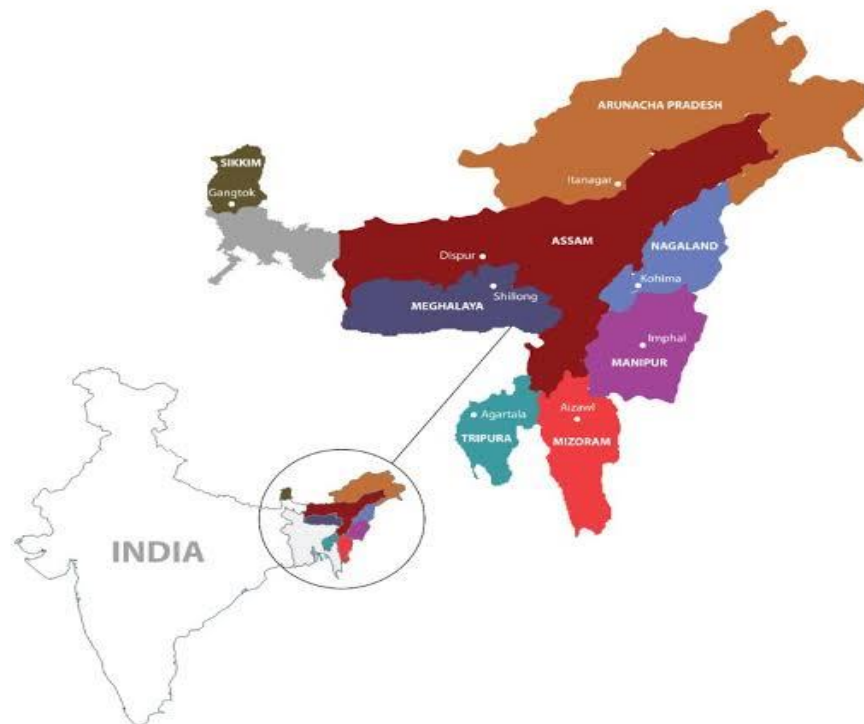 ARUNACHA PRADESH
SIKKIM
Itanagar
Gangtok
ASSAM
NAGALAND
Dispur
Kohima
Shillong
MEGHALAYA
Imphal
MANIPUR
Aizawl
Agartala
TRIPURA
MIZORAM
INDIA